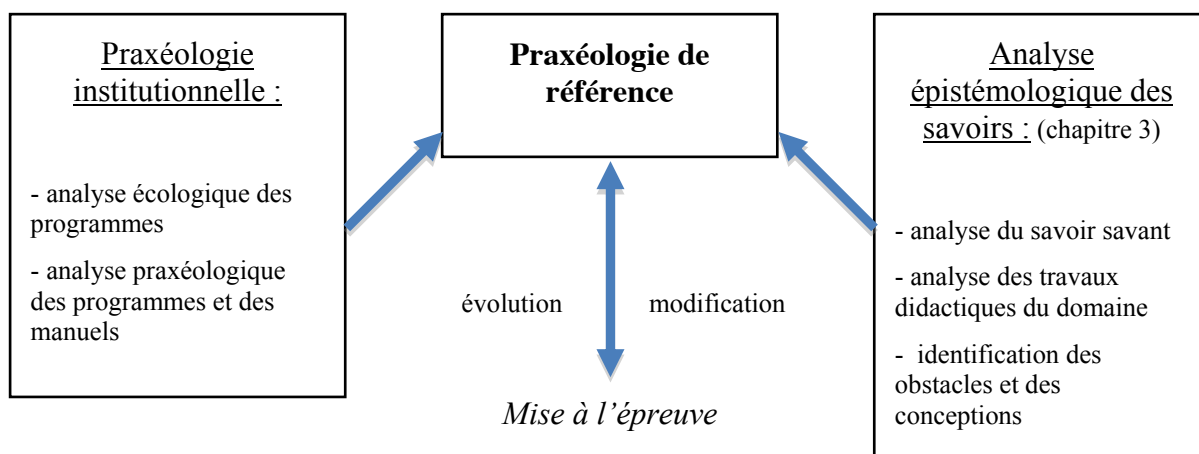 Praxéologie
institutionnelle :
- analyse écologique des
programmes
- analyse praxéologique
des programmes et des
manuels
Praxéologie de
référence
évolution
modification
Mise à l’épreuve
Analyse
épistémologique des
savoirs : (chapitre 3)
- analyse du savoir savant
- analyse des travaux
didactiques du domaine
- identification des
obstacles et des
conceptions